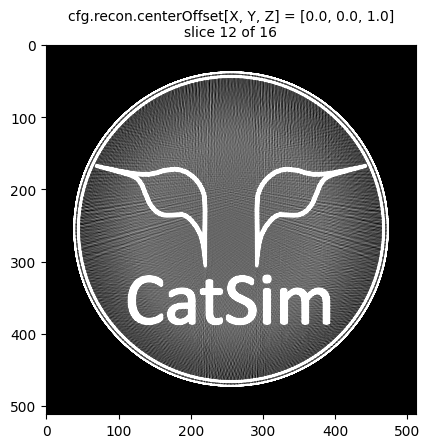 cfg.recon.centerOffset[X, Y, Z] = [0.0, 0.0, 1.0]
slice 12 of 16
0
100
200
300
400
500
CatSim
0 100 200 300 400 500